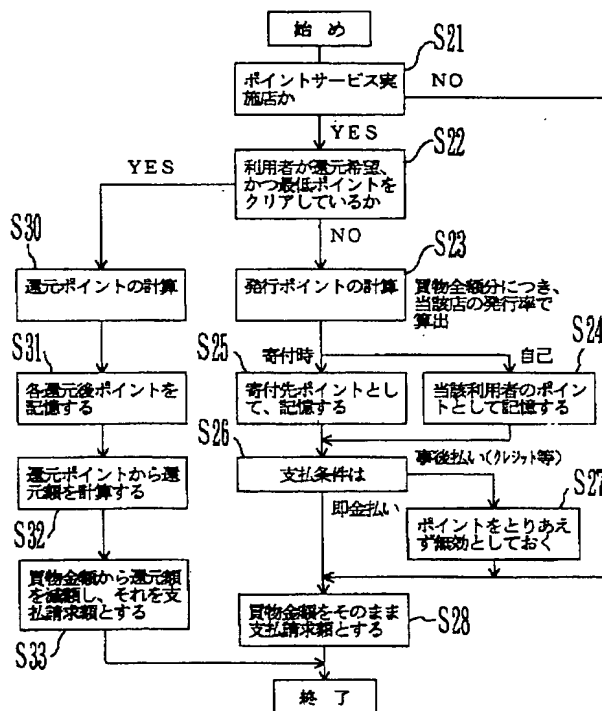 始め
S21
ポイントサービス実
施店か
NO
YES
S22
利用者が還元希望、
かつ最低ポイントを
クリアしているか
YES
NO
S30
還元ポイントの計算
S23
発行ポイントの計算
買物金額分につき、
当該店の発行率で
算出
S31
各還元後ポイントを
記憶する
S25
寄付時
寄付先ポイントとし
て、記憶する
自己
S24
当該利用者のポイン
トとして記憶する
還元ポイントから還
元額を計算する
S32
S26
支払条件は
事後払い(クレジット等)
即金払い
S27
ポイントをとりあえ
ず無効としておく
買物金額から還元額
を減額し、それを支
払請求額とする
S33
買物金額をそのまま
支払請求額とする
S28
終了